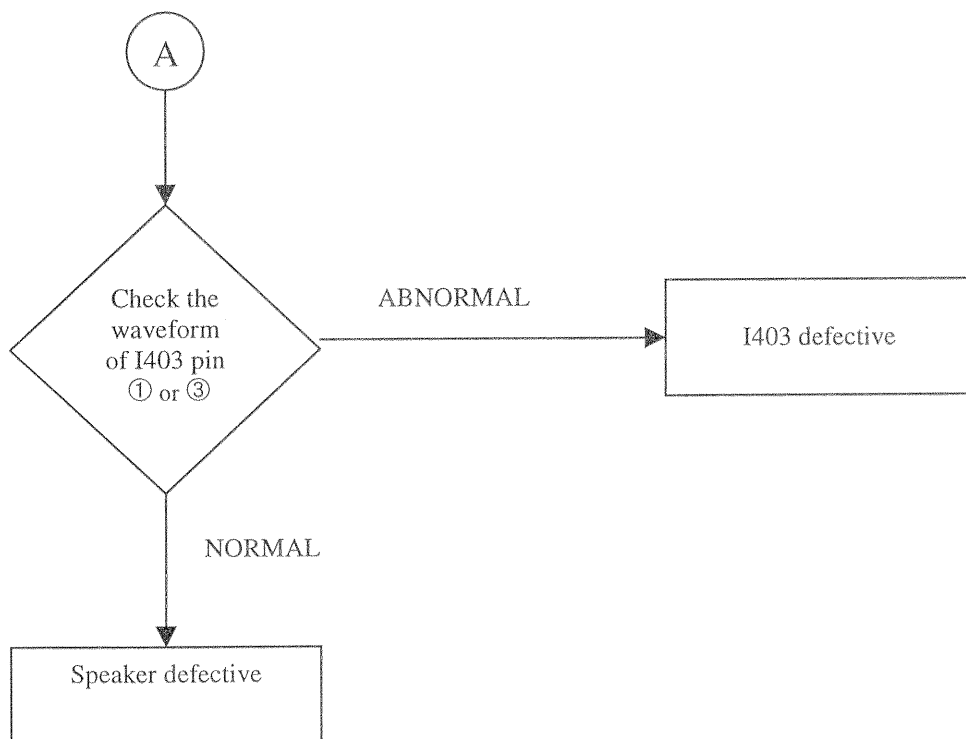 A
Check the
waveform
of I403 pin
① or ③
ABNORMAL
I403 defective
NORMAL
Speaker defective